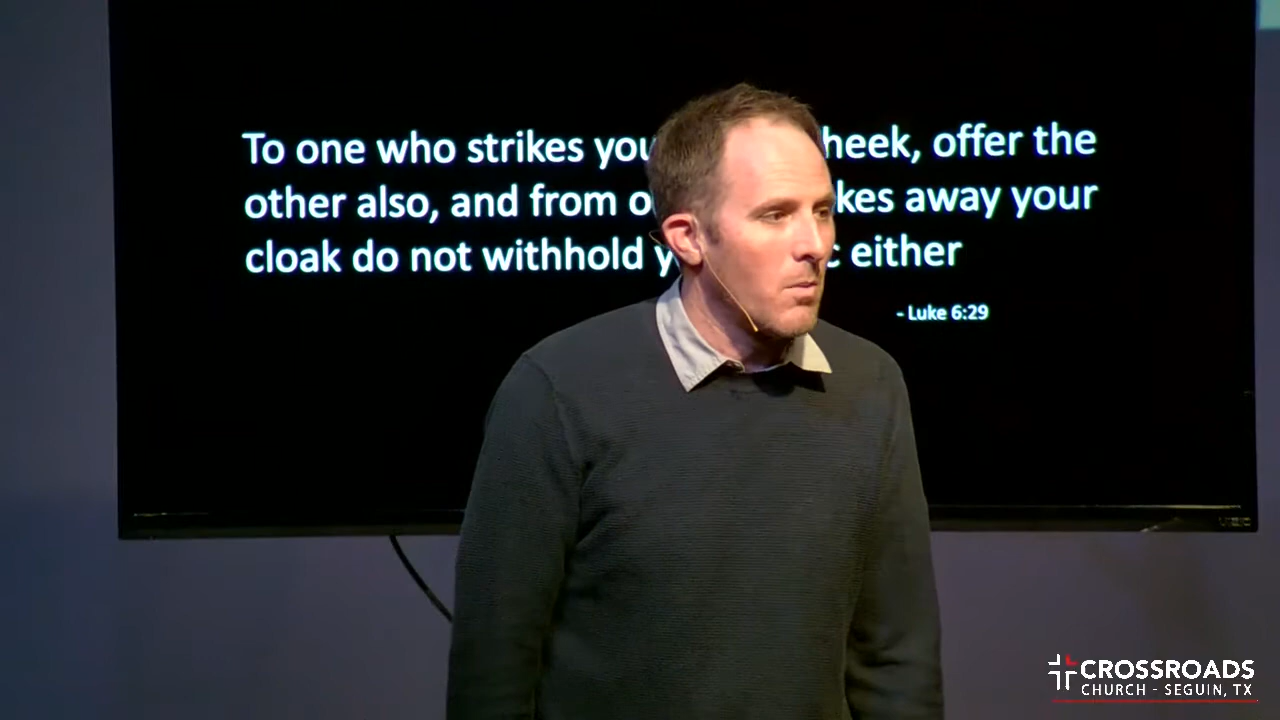 To one who strikes you heek, offer the
other also, and from o kes away your
cloak do not withhold y c either
- Luke 6:29
VIZIO
CROSSROADS
CHURCH - SEGUIN, TX